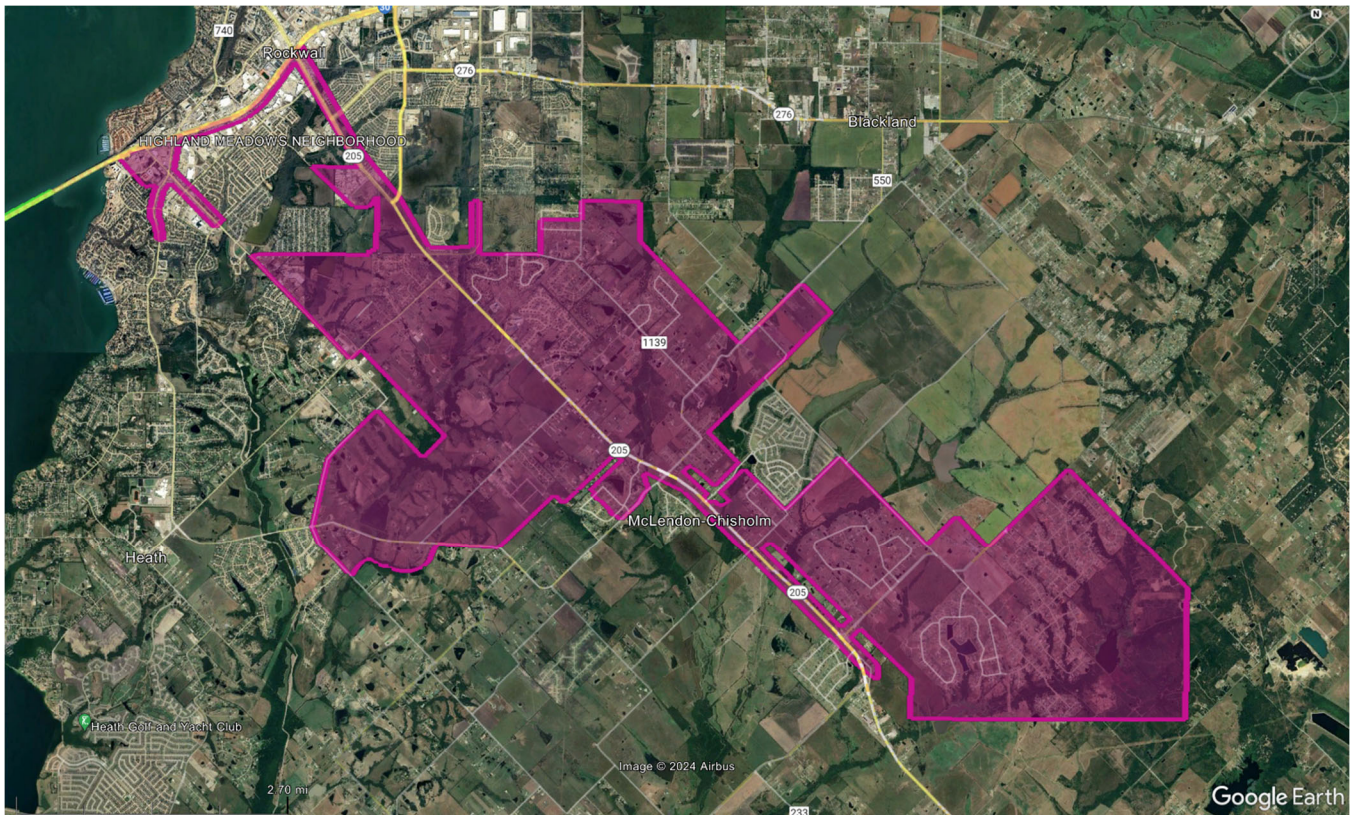 30
740
N
Rockwall
276
276
Blackland
HIGHLAND MEADOWS NEIGHBORHOOD
205
550
1139
205
McLendon-Chisholm
Heath
205
Heath Golf and Yacht Club
Image © 2024 Airbus
2.70 mi
Google Earth
233